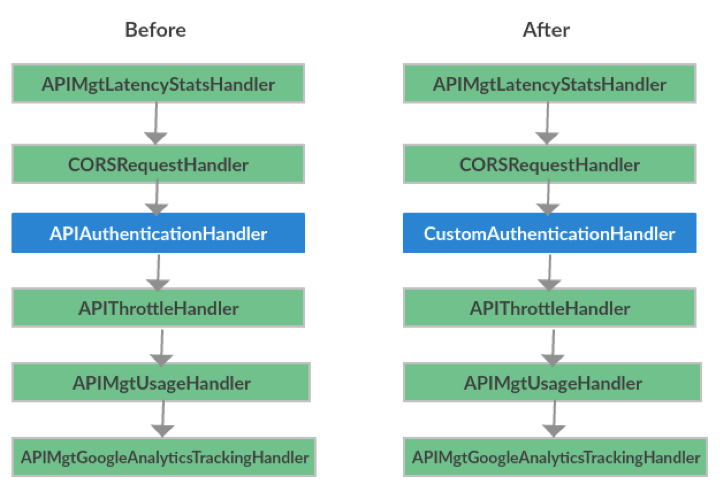 Before
After
APIMgtLatencyStatsHandler
CORSRequestHandler
APIAuthenticationHandler
APIThrottleHandler
APIMgtUsageHandler
APIMgtGoogleAnalyticsTrackingHandler
APIMgtLatencyStatsHandler
CORSRequestHandler
CustomAuthenticationHandler
APIThrottleHandler
APIMgtUsageHandler
APIMgtGoogleAnalyticsTrackingHandler